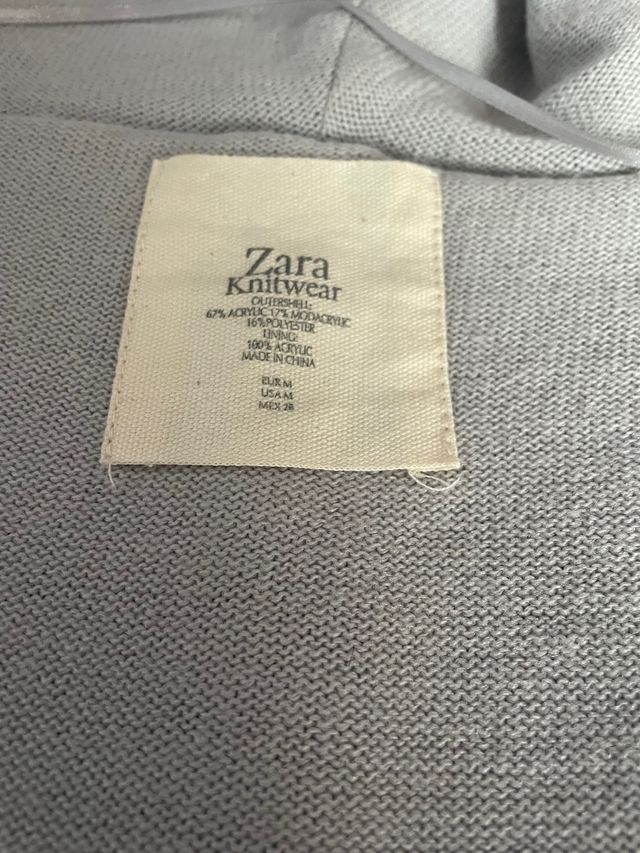 Zara
Knitwear
OUTERSHELL:
67% ACRYLIC 17% MODACRYLIC
16% POLYESTER
LINING:
100% ACRYLIC
MADE IN CHINA
EUR M
USA M
MEX 28